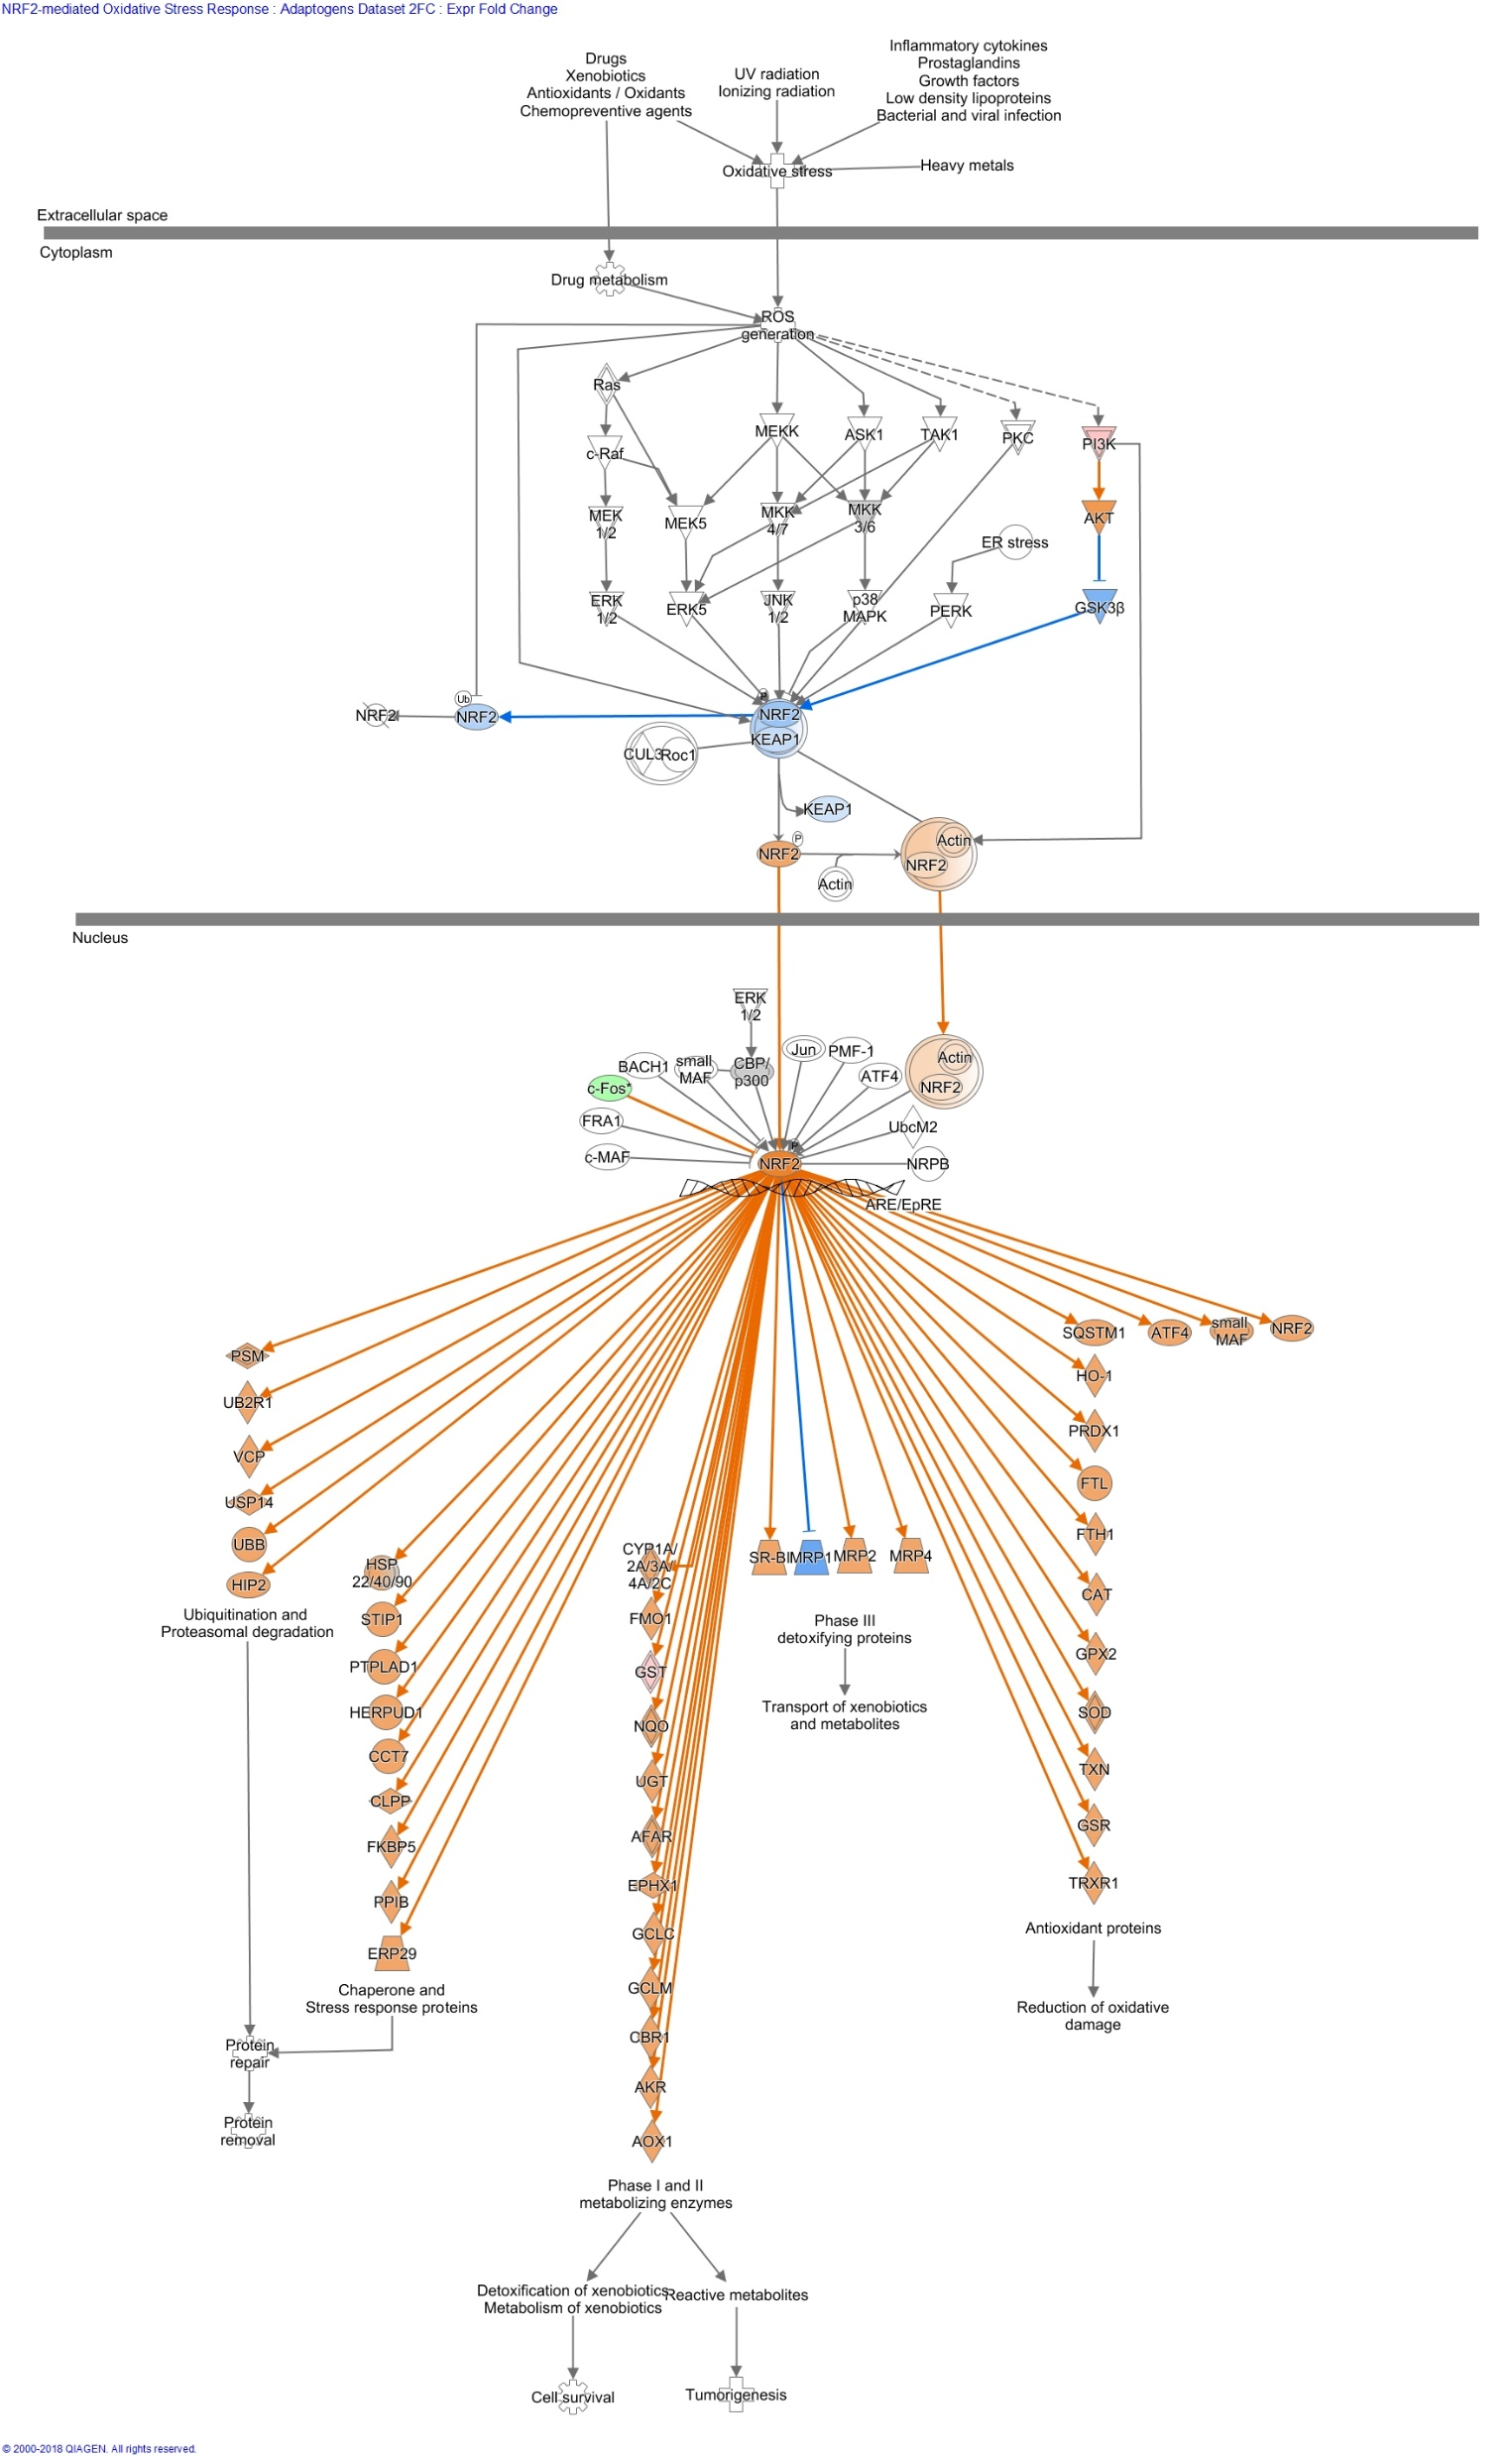 NRF2-mediated Oxidative Stress Response : Adaptogens Dataset 2FC : Expr Fold Change
Drugs
Xenobiotics
Antioxidants / Oxidants
Chemopreventive agents
UV radiation
Ionizing radiation
Inflammatory cytokines
Prostaglandins
Growth factors
Low density lipoproteins
Bacterial and viral infection
Oxidative stress
Heavy metals
Extracellular space
Cytoplasm
Drug metabolism
ROS
generation
Ras
MEKK
ASK1
TAK1
PKC
PI3K
c-Raf
MEK
1/2
MEK5
MKK
4/7
MKK
3/6
AKT
ER stress
ERK
1/2
ERK5
JNK
1/2
p38
MAPK
PERK
GSK3β
Ub
P
NRF2
NRF2
NRF2
KEAP1
CUL3
Roc1
KEAP1
P
NRF2
Actin
NRF2
Actin
Nucleus
ERK
1/2
BACH1
small
MAF
CBP/
p300
Jun
PMF-1
ATF4
Actin
NRF2
c-Fos*
FRA1
c-MAF
UbcM2
NRPB
P
NRF2
ARE/EpRE
PSM
UB2R1
VCP
USP14
UBB
HIP2
Ubiquitination and
Proteasomal degradation
HSP
22/40/90
STIP1
PTPLAD1
HERPUD1
CCT7
CLPP
FKBP5
PPIB
ERP29
Chaperone and
Stress response proteins
Protein
repair
Protein
removal
CYP1A/
2A/3A/
4A/2C
FMO1
GST
NQO
UGT
AFAR
EPHX1
GCLC
GCLM
CBR1
AKR
AOX1
Phase I and II
metabolizing enzymes
Detoxification of xenobiotics
Metabolism of xenobiotics
Reactive metabolites
Cell survival
Tumorigenesis
SR-BI
MRP1
MRP2
MRP4
Phase III
detoxifying proteins
Transport of xenobiotics
and metabolites
SQSTM1
ATF4
small
MAF
NRF2
HO-1
PRDX1
FTL
FTH1
CAT
GPX2
SOD
TXN
GSR
TRXR1
Antioxidant proteins
Reduction of oxidative
damage
© 2000-2018 QIAGEN. All rights reserved.